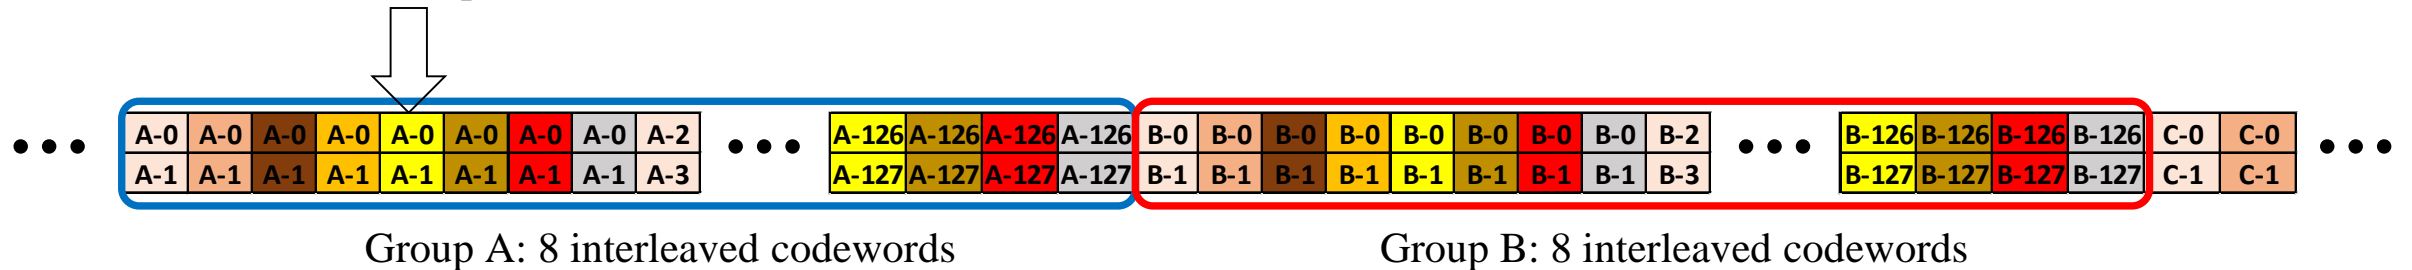 ••• A-0 A-0 A-0 A-0 A-0 A-0 A-0 A-0 A-2 ••• A-126 A-126 A-126 A-126 B-0 B-0 B-0 B-0 B-0 B-0 B-0 B-0 B-2 ••• B-126 B-126 B-126 B-126 C-0 C-0 •••
A-1 A-1 A-1 A-1 A-1 A-1 A-1 A-1 A-3 A-127 A-127 A-127 A-127 B-1 B-1 B-1 B-1 B-1 B-1 B-1 B-1 B-3 B-127 B-127 B-127 B-127 C-1 C-1
Group A: 8 interleaved codewords Group B: 8 interleaved codewords